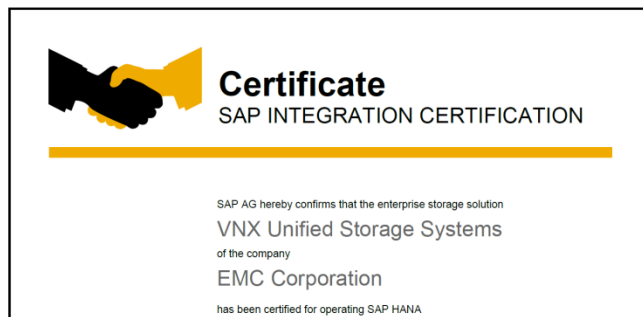 Certificate
SAP INTEGRATION CERTIFICATION
SAP AG hereby confirms that the enterprise storage solution
VNX Unified Storage Systems
of the company
EMC Corporation
has been certified for operating SAP HANA